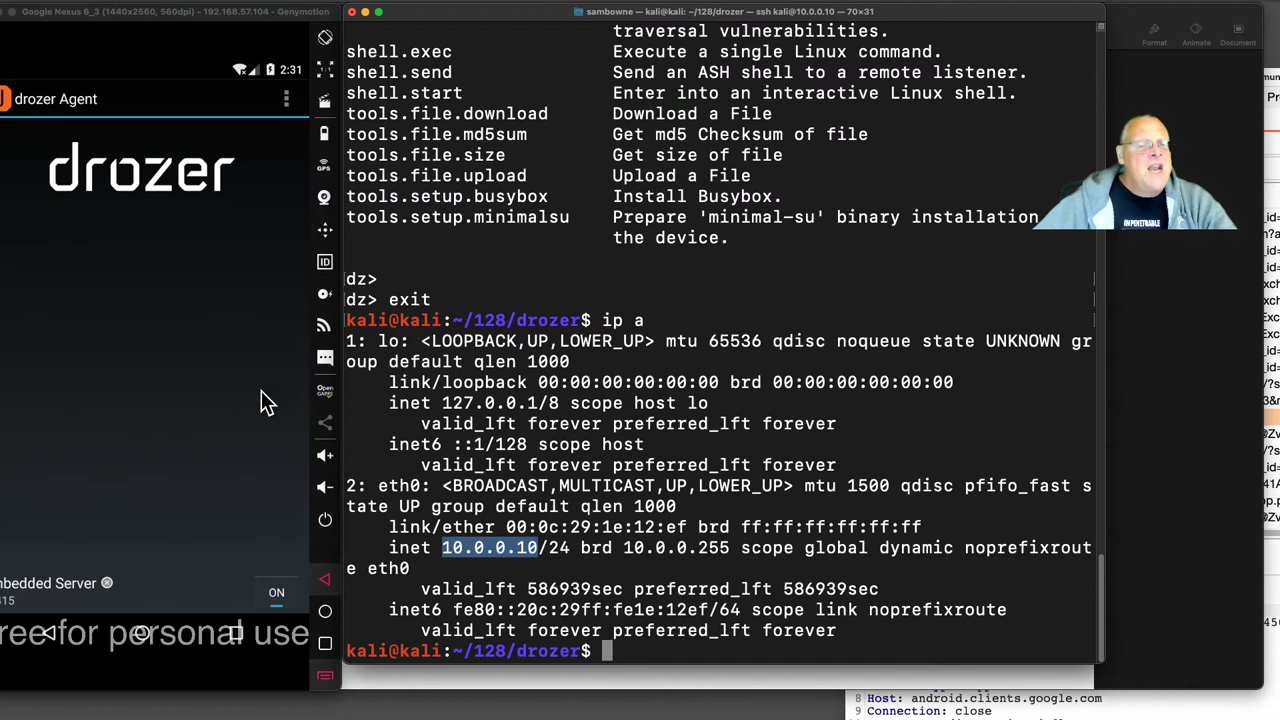 Google Nexus 6_3 (1440x2560, 560dpi) - 192.168.57.104 - Genymotion
sambowne — kali@kali: ~/128/drozer — ssh kali@10.0.0.10 — 70×31
2:31
drozer Agent
drozer
Embedded Server
ON
free for personal use
ID
GPS
Open
GAPPS
traversal vulnerabilities.
shell.exec Execute a single Linux command.
shell.send Send an ASH shell to a remote listener.
shell.start Enter into an interactive Linux shell.
tools.file.download Download a File
tools.file.md5sum Get md5 Checksum of file
tools.file.size Get size of file
tools.file.upload Upload a File
tools.setup.busybox Install Busybox.
tools.setup.minimalsu Prepare 'minimal-su' binary installation
the device.
dz>
dz> exit
kali@kali:~/128/drozer$ ip a
1: lo: <LOOPBACK,UP,LOWER_UP> mtu 65536 qdisc noqueue state UNKNOWN gr
oup default qlen 1000
link/loopback 00:00:00:00:00:00 brd 00:00:00:00:00:00
inet 127.0.0.1/8 scope host lo
valid_lft forever preferred_lft forever
inet6 ::1/128 scope host
valid_lft forever preferred_lft forever
2: eth0: <BROADCAST,MULTICAST,UP,LOWER_UP> mtu 1500 qdisc pfifo_fast s
tate UP group default qlen 1000
link/ether 00:0c:29:1e:12:ef brd ff:ff:ff:ff:ff:ff
inet 10.0.0.10/24 brd 10.0.0.255 scope global dynamic noprefixrout
e eth0
valid_lft 586939sec preferred_lft 586939sec
inet6 fe80::20c:29ff:fe1e:12ef/64 scope link noprefixroute
valid_lft forever preferred_lft forever
kali@kali:~/128/drozer$
Format Animate Document
8 Host: android.clients.google.com
9 Connection: close